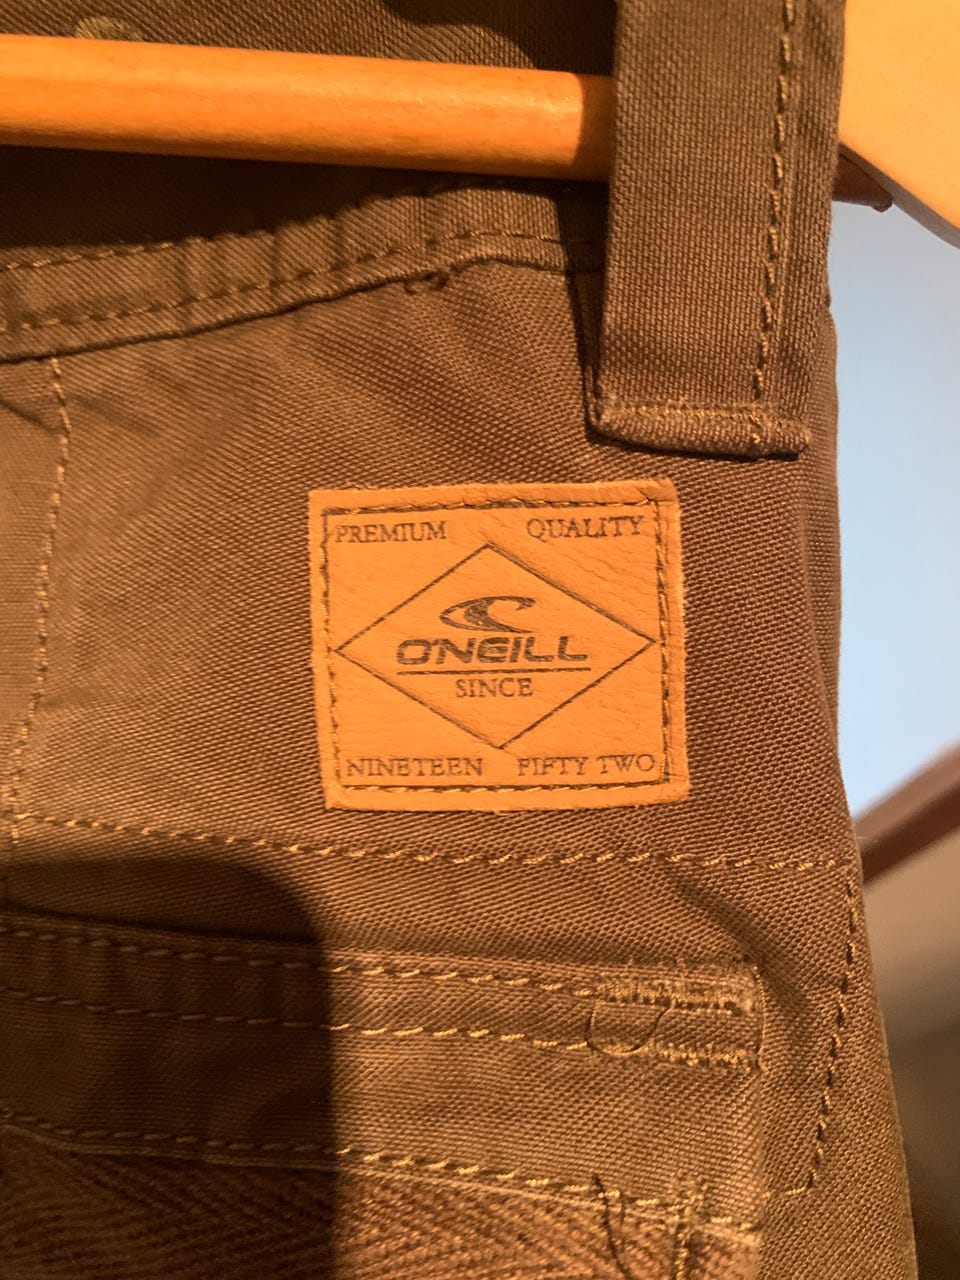 PREMIUM QUALITY
O'NEILL
SINCE
NINETEEN FIFTY TWO